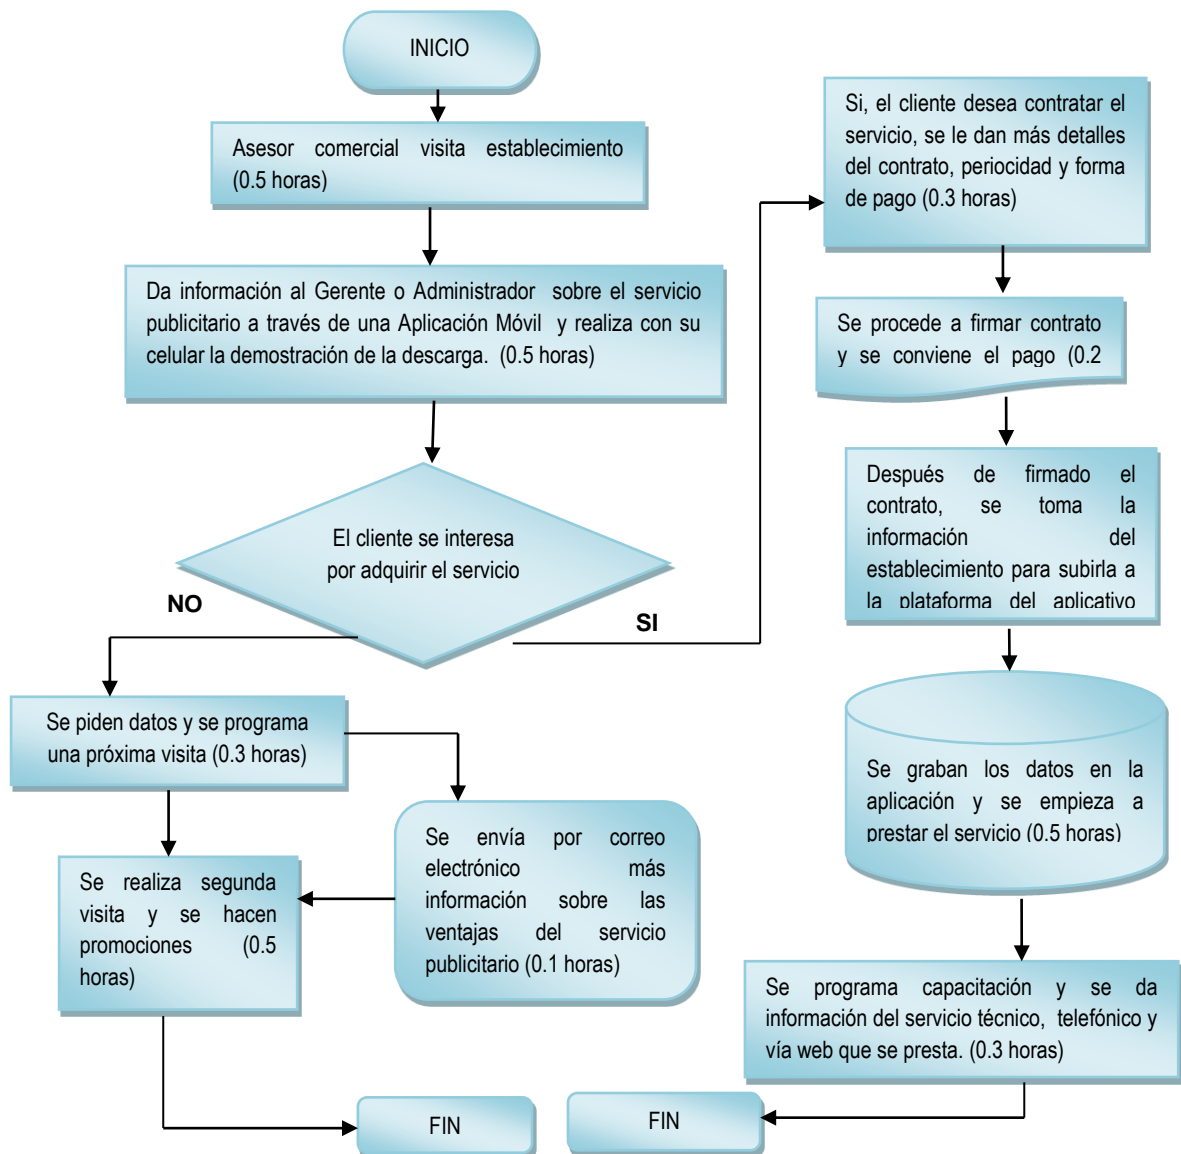 INICIO
Asesor comercial visita establecimiento
(0.5 horas)
Da información al Gerente o Administrador sobre el servicio
publicitario a través de una Aplicación Móvil y realiza con su
celular la demostración de la descarga. (0.5 horas)
El cliente se interesa
por adquirir el servicio
NO
SI
Se piden datos y se programa
una próxima visita (0.3 horas)
Se envía por correo
electrónico más
información sobre las
ventajas del servicio
publicitario (0.1 horas)
Se realiza segunda
visita y se hacen
promociones (0.5
horas)
FIN
Si, el cliente desea contratar el
servicio, se le dan más detalles
del contrato, periocidad y forma
de pago (0.3 horas)
Se procede a firmar contrato
y se conviene el pago (0.2
Después de firmado el
contrato, se toma la
información del
establecimiento para subirla a
la plataforma del aplicativo
Se graban los datos en la
aplicación y se empieza a
prestar el servicio (0.5 horas)
Se programa capacitación y se da
información del servicio técnico, telefónico y
vía web que se presta. (0.3 horas)
FIN